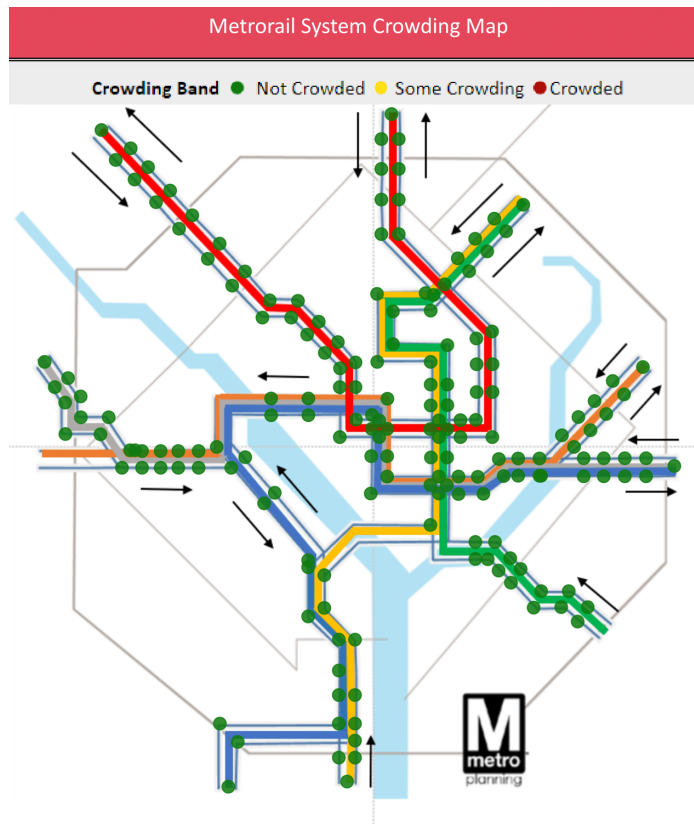 Metrorail System Crowding Map
Crowding Band Not Crowded Some Crowding Crowded
M
metro
planning